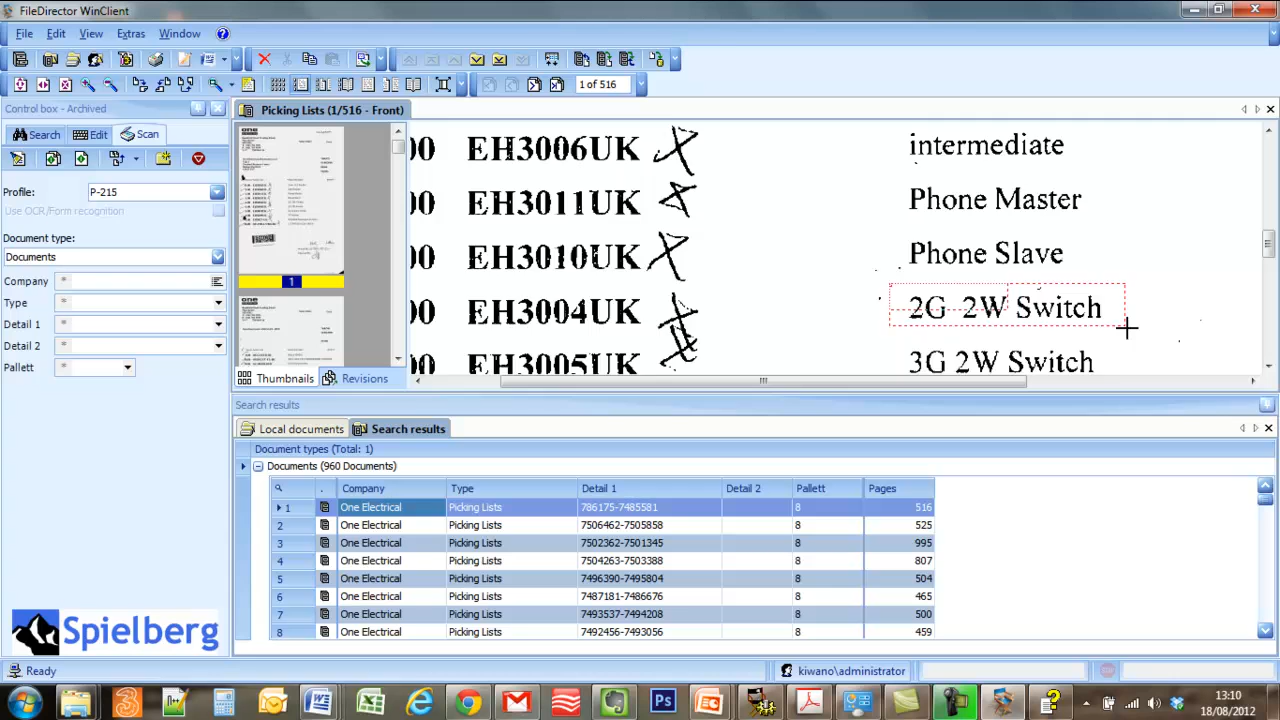 FileDirector WinClient
File Edit View Extras Window
1 of 516
Control box - Archived
Search Edit Scan
Profile: P-215
R/Form recognition
Document type:
Documents
Company *
Type *
Detail 1 *
Detail 2 *
Pallett *
Picking Lists (1/516 - Front)
1
Thumbnails Revisions
00 EH3006UK X intermediate
00 EH3011UK Phone Master
00 EH3010UK X Phone Slave
00 EH3004UK 2G 2W Switch
00 EH3005UK 3G 2W Switch
Search results
Local documents Search results
Document types (Total: 1)
Documents (960 Documents)
. Company Type Detail 1 Detail 2 Pallett Pages
1 One Electrical Picking Lists 786175-7485581 8 516
2 One Electrical Picking Lists 7506462-7505858 8 525
3 One Electrical Picking Lists 7502362-7501345 8 995
4 One Electrical Picking Lists 7504263-7503388 8 807
5 One Electrical Picking Lists 7496390-7495804 8 504
6 One Electrical Picking Lists 7487181-7486676 8 465
7 One Electrical Picking Lists 7493537-7494208 8 500
8 One Electrical Picking Lists 7492456-7493056 8 459
Spielberg
Ready
kiwano\administrator
13:10
18/08/2012